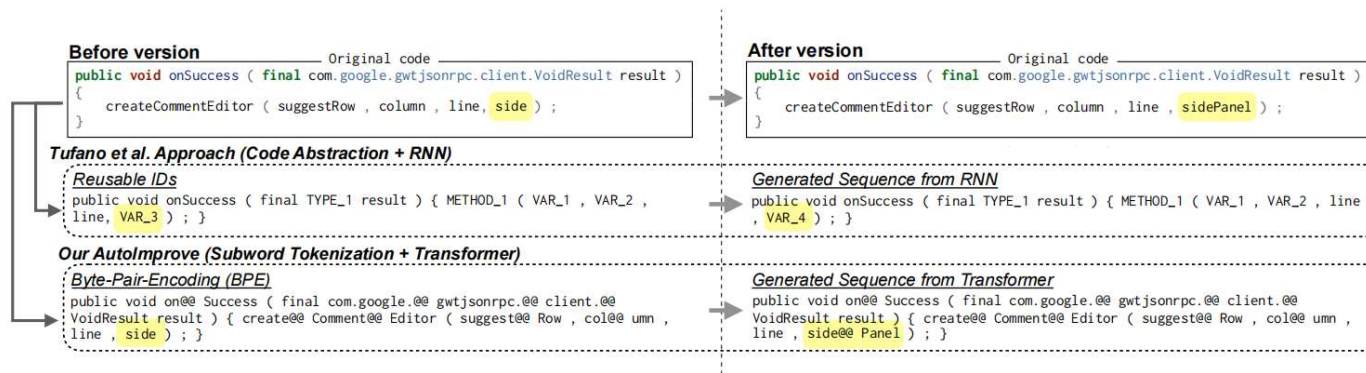 Before version
Original code
public void onSuccess ( final com.google.gwtjsonrpc.client.VoidResult result )
{
createCommentEditor ( suggestRow , column , line, side ) ;
}
After version
Original code
public void onSuccess ( final com.google.gwtjsonrpc.client.VoidResult result )
{
createCommentEditor ( suggestRow , column , line , sidePanel ) ;
}
Tufano et al. Approach (Code Abstraction + RNN)
Reusable IDs
public void onSuccess ( final TYPE_1 result ) { METHOD_1 ( VAR_1 , VAR_2 ,
line, VAR_3 ) ; }
Generated Sequence from RNN
public void onSuccess ( final TYPE_1 result ) { METHOD_1 ( VAR_1 , VAR_2 , line
, VAR_4 ) ; }
Our AutoImprove (Subword Tokenization + Transformer)
Byte-Pair-Encoding (BPE)
public void on@@ Success ( final com.google.@@ gwtjsonrpc.@@ client.@@
VoidResult result ) { create@@ Comment@@ Editor ( suggest@@ Row , col@@ umn ,
line , side ) ; }
Generated Sequence from Transformer
public void on@@ Success ( final com.google.@@ gwtjsonrpc.@@ client.@@
VoidResult result ) { create@@ Comment@@ Editor ( suggest@@ Row , col@@ umn ,
line , side@@ Panel ) ; }